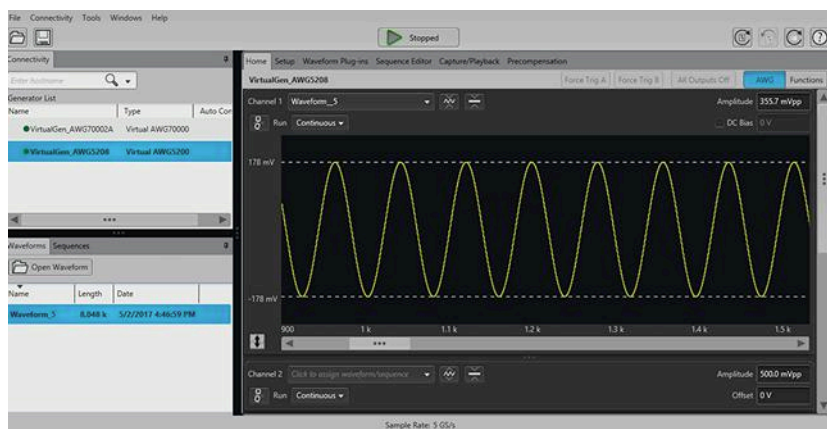 File Connectivity Tools Windows Help
Stopped
Connectivity
Enter hostname
Generator List
Name Type Auto Con
VirtualGen_AWG70002A Virtual AWG70000
VirtualGen_AWG5208 Virtual AWG5200
Waveforms Sequences
Open Waveform
Name Length Date
Waveform_5 8.048 k 5/2/2017 4:46:59 PM
Home Setup Waveform Plug-ins Sequence Editor Capture/Playback Precompensation
VirtualGen_AWG5208 Force Trig A Force Trig B All Outputs Off AWG Functions
Channel 1 Waveform_5 Amplitude 355.7 mVpp
Run Continuous DC Bias 0 V
178 mV
-178 mV
900 1 k 1.1 k 1.2 k 1.3 k 1.4 k 1.5 k
Channel 2 Click to assign waveform/sequence Amplitude 500.0 mVpp
Run Continuous Offset 0 V
Sample Rate: 5 GS/s